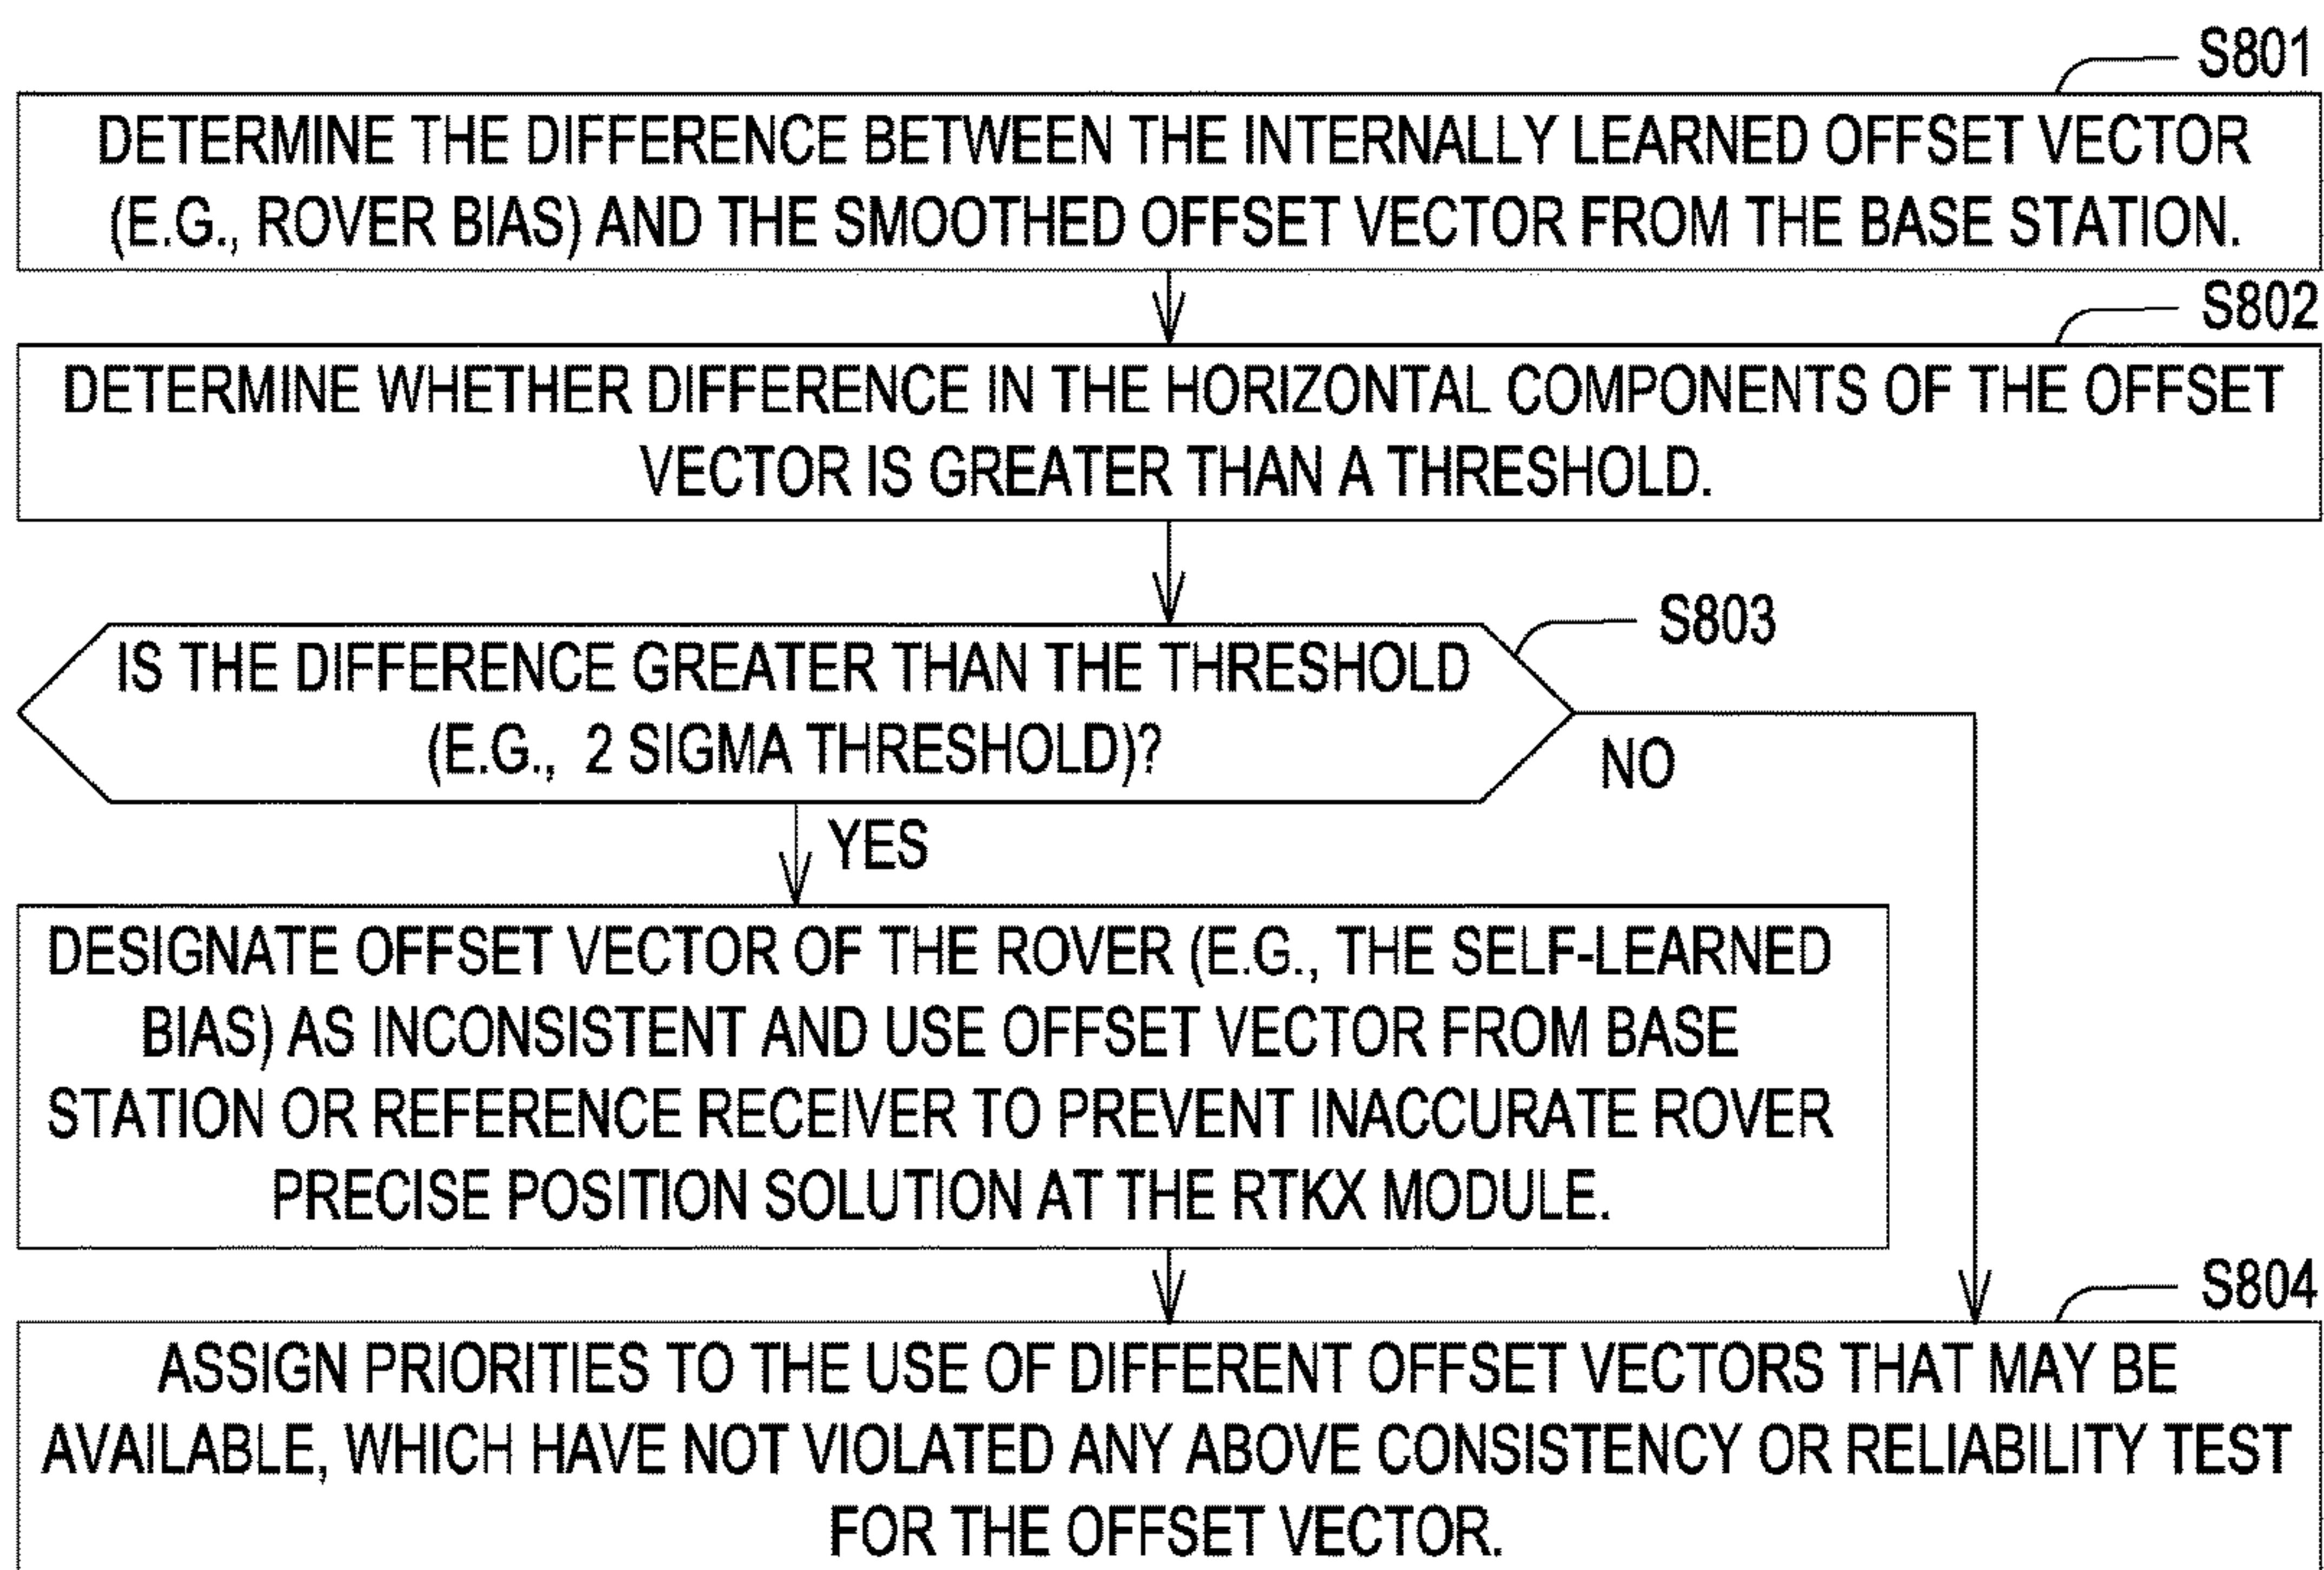 S801
DETERMINE THE DIFFERENCE BETWEEN THE INTERNALLY LEARNED OFFSET VECTOR
(E.G., ROVER BIAS) AND THE SMOOTHED OFFSET VECTOR FROM THE BASE STATION.
S802
DETERMINE WHETHER DIFFERENCE IN THE HORIZONTAL COMPONENTS OF THE OFFSET
VECTOR IS GREATER THAN A THRESHOLD.
S803
IS THE DIFFERENCE GREATER THAN THE THRESHOLD
(E.G., 2 SIGMA THRESHOLD)?
NO
YES
DESIGNATE OFFSET VECTOR OF THE ROVER (E.G., THE SELF-LEARNED
BIAS) AS INCONSISTENT AND USE OFFSET VECTOR FROM BASE
STATION OR REFERENCE RECEIVER TO PREVENT INACCURATE ROVER
PRECISE POSITION SOLUTION AT THE RTKX MODULE.
S804
ASSIGN PRIORITIES TO THE USE OF DIFFERENT OFFSET VECTORS THAT MAY BE
AVAILABLE, WHICH HAVE NOT VIOLATED ANY ABOVE CONSISTENCY OR RELIABILITY TEST
FOR THE OFFSET VECTOR.